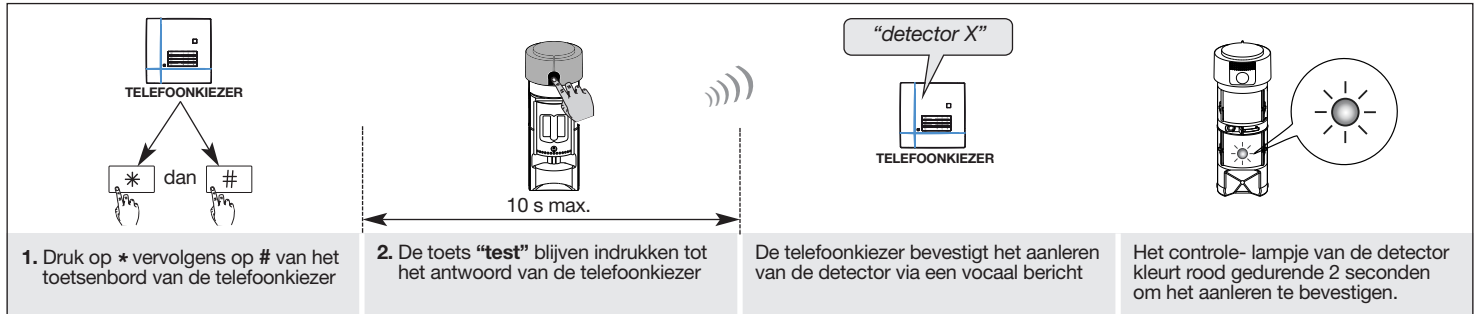 TELEFOONKIEZER
* dan #
10 s max.
“detector X”
TELEFOONKIEZER
1. Druk op * vervolgens op # van het
toetsenbord van de telefoonkiezer
2. De toets “test” blijven indrukken tot
het antwoord van de telefoonkiezer
De telefoonkiezer bevestigt het aanleren
van de detector via een vocaal bericht
Het controle- lampje van de detector
kleurt rood gedurende 2 seconden
om het aanleren te bevestigen.